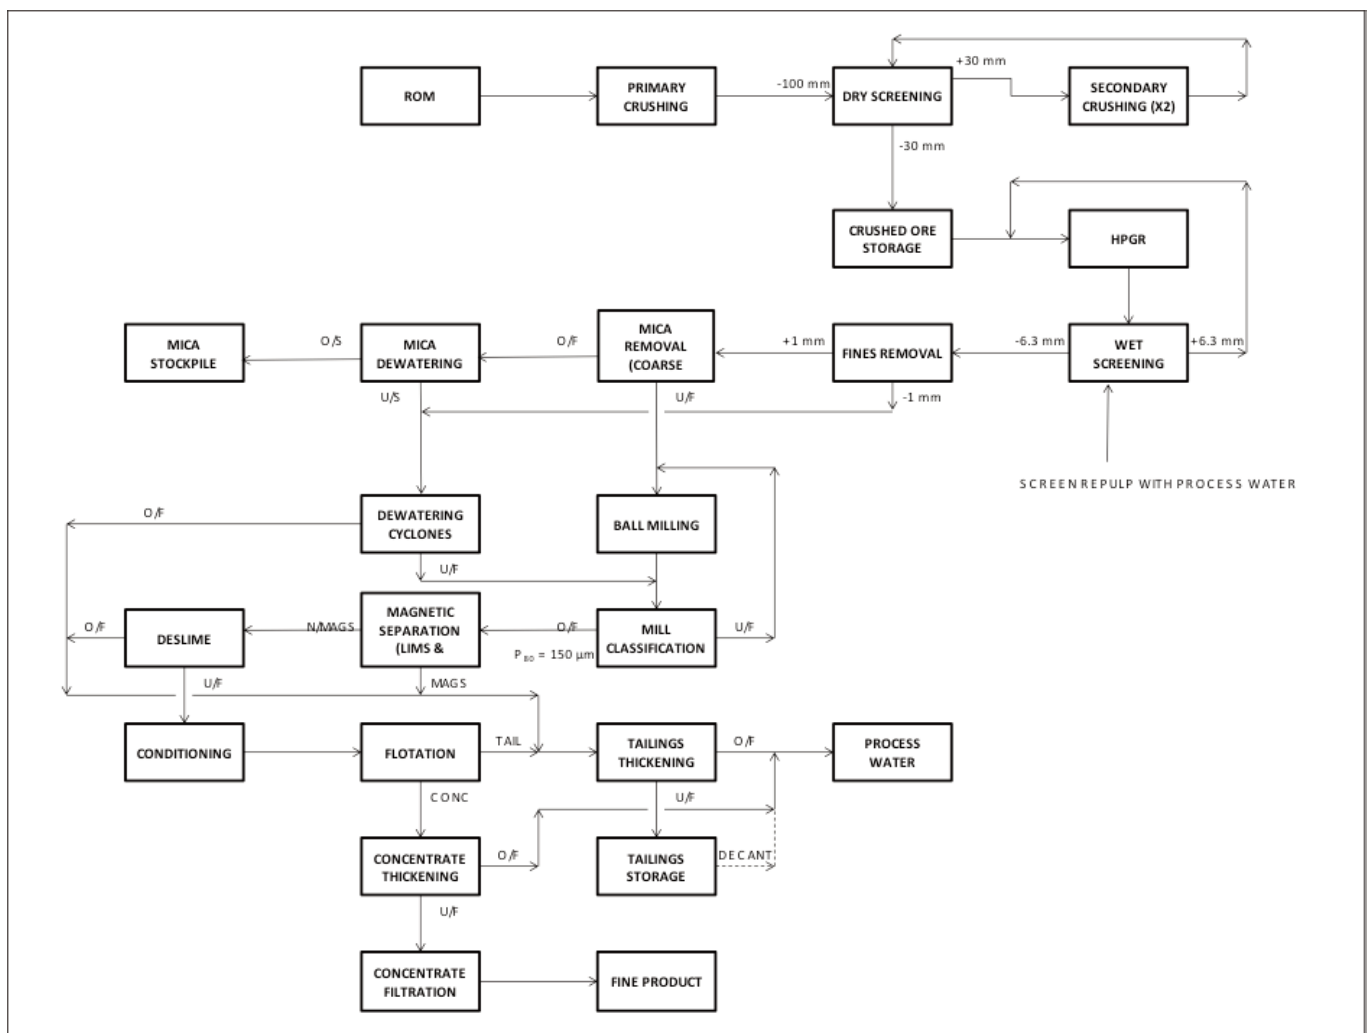 +30 mm
ROM
PRIMARY
CRUSHING
-100 mm
DRY SCREENING
SECONDARY
CRUSHING (X2)
-30 mm
CRUSHED ORE
STORAGE
HPGR
MICA
STOCKPILE
O/S
MICA
DEWATERING
O/F
MICA
REMOVAL
(COARSE
+1 mm
FINES REMOVAL
-6.3 mm
WET
SCREENING
+6.3 mm
U/S
U/F
-1 mm
SCREEN REPULP WITH PROCESS WATER
O/F
DEWATERING
CYCLONES
BALL MILLING
U/F
O/F
DESLIME
N/MAGS
MAGNETIC
SEPARATION
(LIMS &
O/F
P80 = 150 µm
MILL
CLASSIFICATION
U/F
U/F
MAGS
CONDITIONING
FLOTATION
TAIL
TAILINGS
THICKENING
O/F
PROCESS
WATER
CONC
U/F
CONCENTRATE
THICKENING
O/F
TAILINGS
STORAGE
DECANT
U/F
CONCENTRATE
FILTRATION
FINE PRODUCT